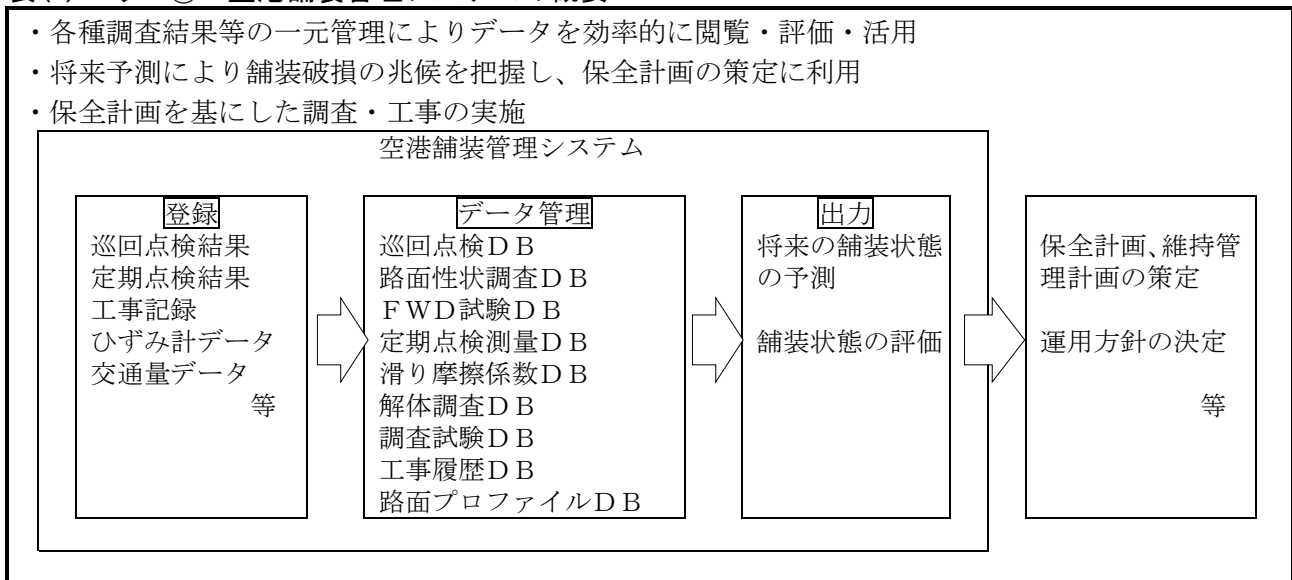 ・各種調査結果等の一元管理によりデータを効率的に閲覧・評価・活用
・将来予測により舗装破損の兆候を把握し、保全計画の策定に利用
・保全計画を基にした調査・工事の実施
空港舗装管理システム
登録
巡回点検結果
定期点検結果
工事記録
ひずみ計データ
交通量データ
等
データ管理
巡回点検ＤＢ
路面性状調査ＤＢ
ＦＷＤ試験ＤＢ
定期点検測量ＤＢ
滑り摩擦係数ＤＢ
解体調査ＤＢ
調査試験ＤＢ
工事履歴ＤＢ
路面プロファイルＤＢ
出力
将来の舗装状態
の予測
舗装状態の評価
保全計画、維持管
理計画の策定
運用方針の決定
等